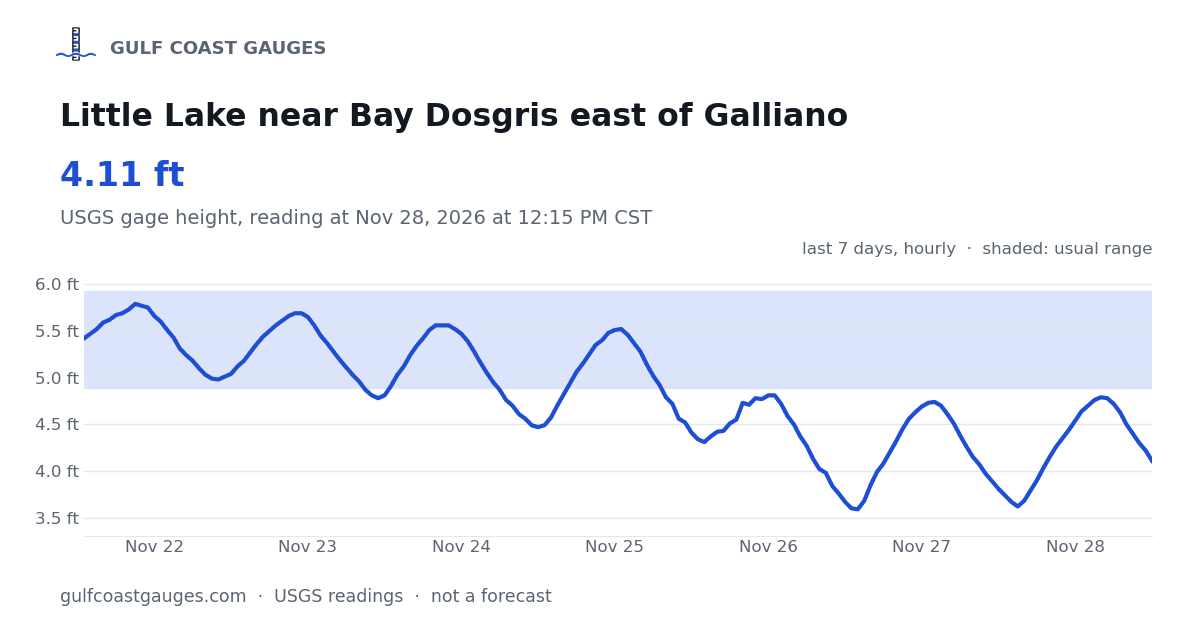 GULF COAST GAUGES
Little Lake near Bay Dosgris east of Galliano
4.11 ft
USGS gage height, reading at Nov 28, 2026 at 12:15 PM CST
last 7 days, hourly · shaded: usual range
6.0 ft
5.5 ft
5.0 ft
4.5 ft
4.0 ft
3.5 ft
Nov 22 Nov 23 Nov 24 Nov 25 Nov 26 Nov 27 Nov 28
gulfcoastgauges.com · USGS readings · not a forecast